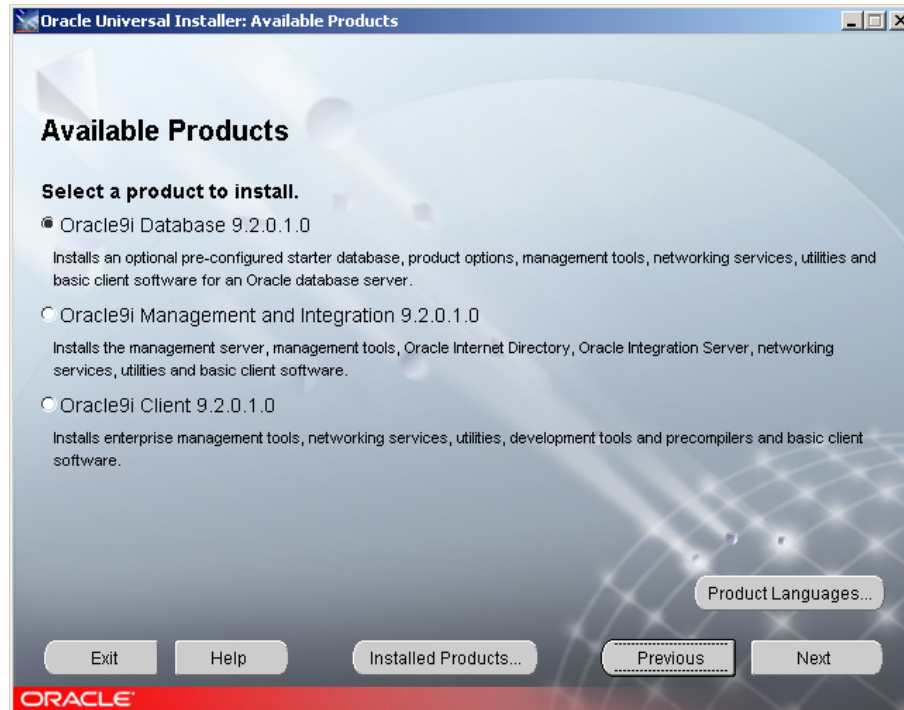 Oracle Universal Installer: Available Products
Available Products
Select a product to install.
Oracle9i Database 9.2.0.1.0
Installs an optional pre-configured starter database, product options, management tools, networking services, utilities and
basic client software for an Oracle database server.
Oracle9i Management and Integration 9.2.0.1.0
Installs the management server, management tools, Oracle Internet Directory, Oracle Integration Server, networking
services, utilities and basic client software.
Oracle9i Client 9.2.0.1.0
Installs enterprise management tools, networking services, utilities, development tools and precompilers and basic client
software.
Product Languages...
Exit Help Installed Products... Previous Next
ORACLE